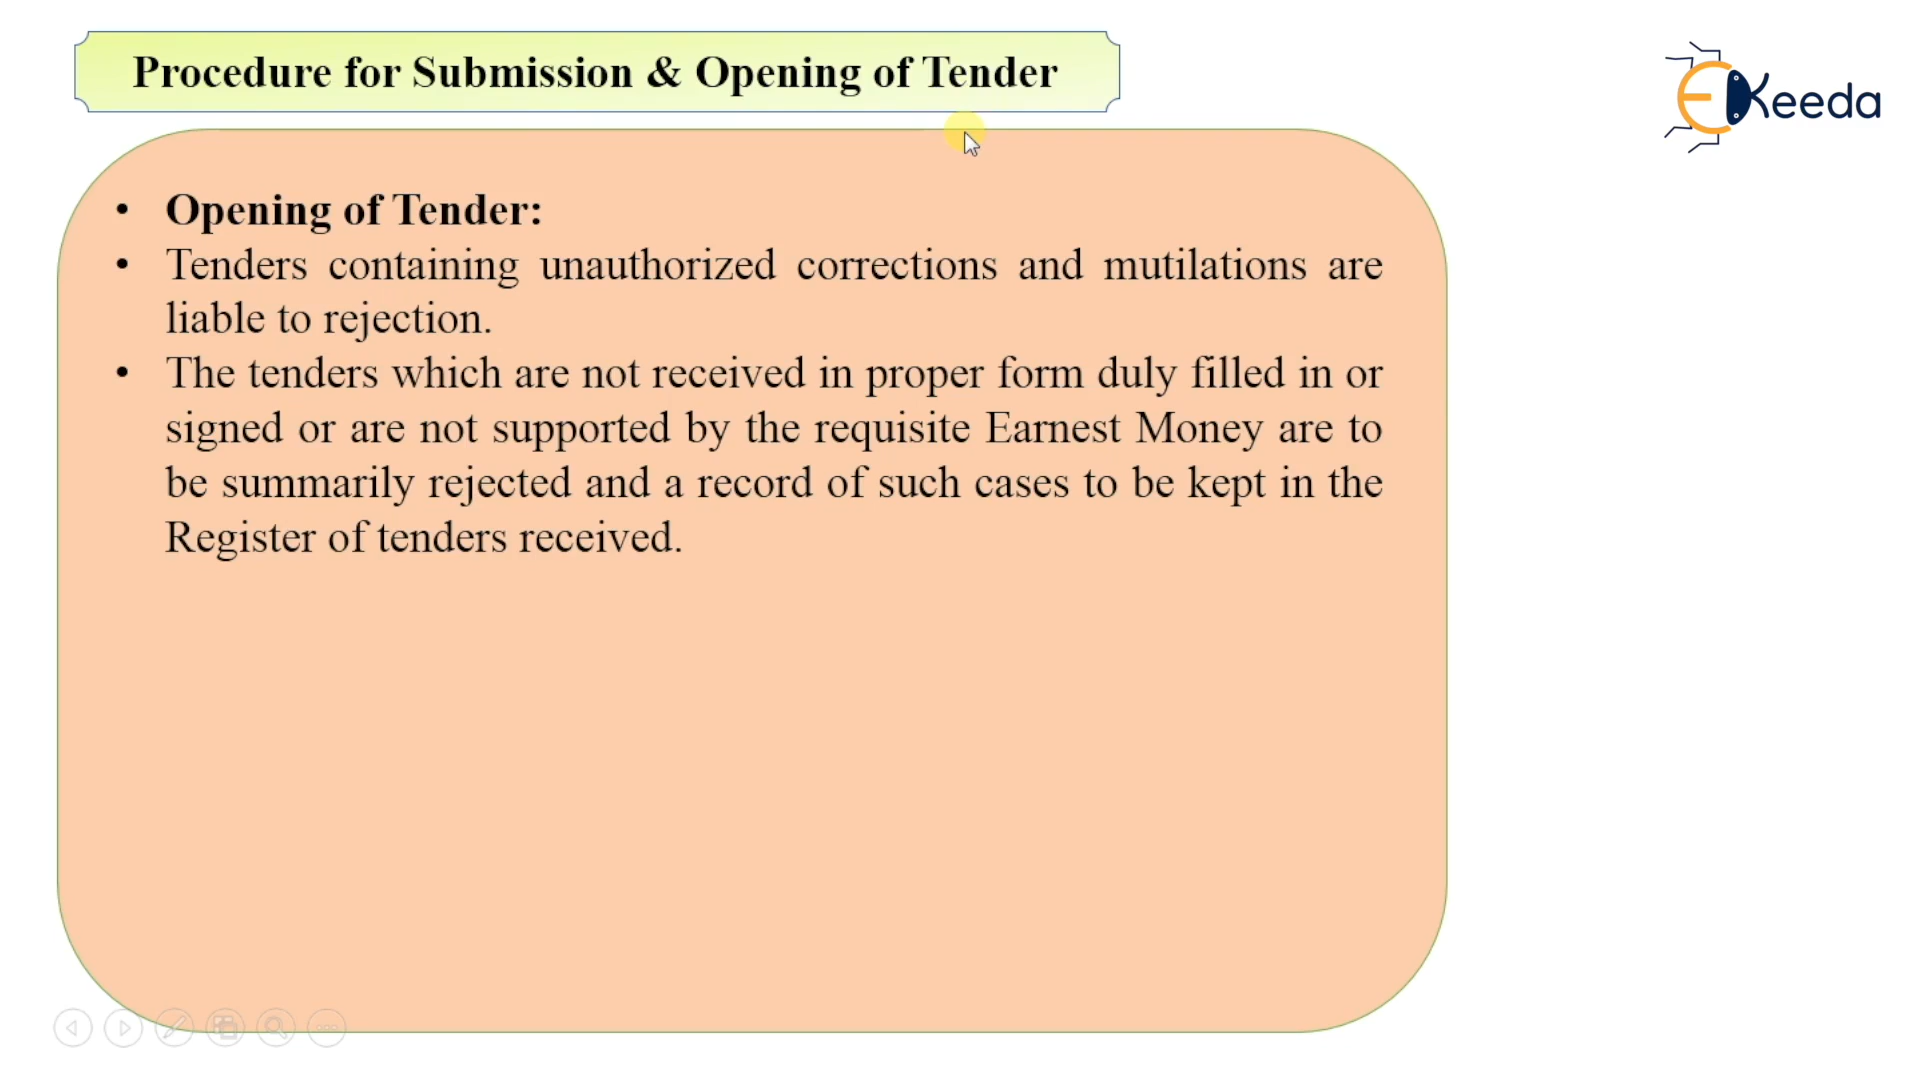 Procedure for Submission & Opening of Tender
EKeeda
• Opening of Tender:
• Tenders containing unauthorized corrections and mutilations are
liable to rejection.
• The tenders which are not received in proper form duly filled in or
signed or are not supported by the requisite Earnest Money are to
be summarily rejected and a record of such cases to be kept in the
Register of tenders received.